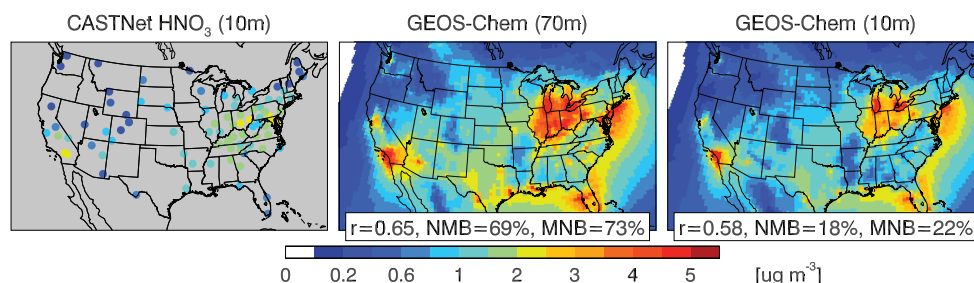 CASTNet HNO₃ (10m)
GEOS-Chem (70m)
GEOS-Chem (10m)
r=0.65, NMB=69%, MNB=73%
r=0.58, NMB=18%, MNB=22%
0 0.2 0.6 1 2 3 4 5 [ug m⁻³]